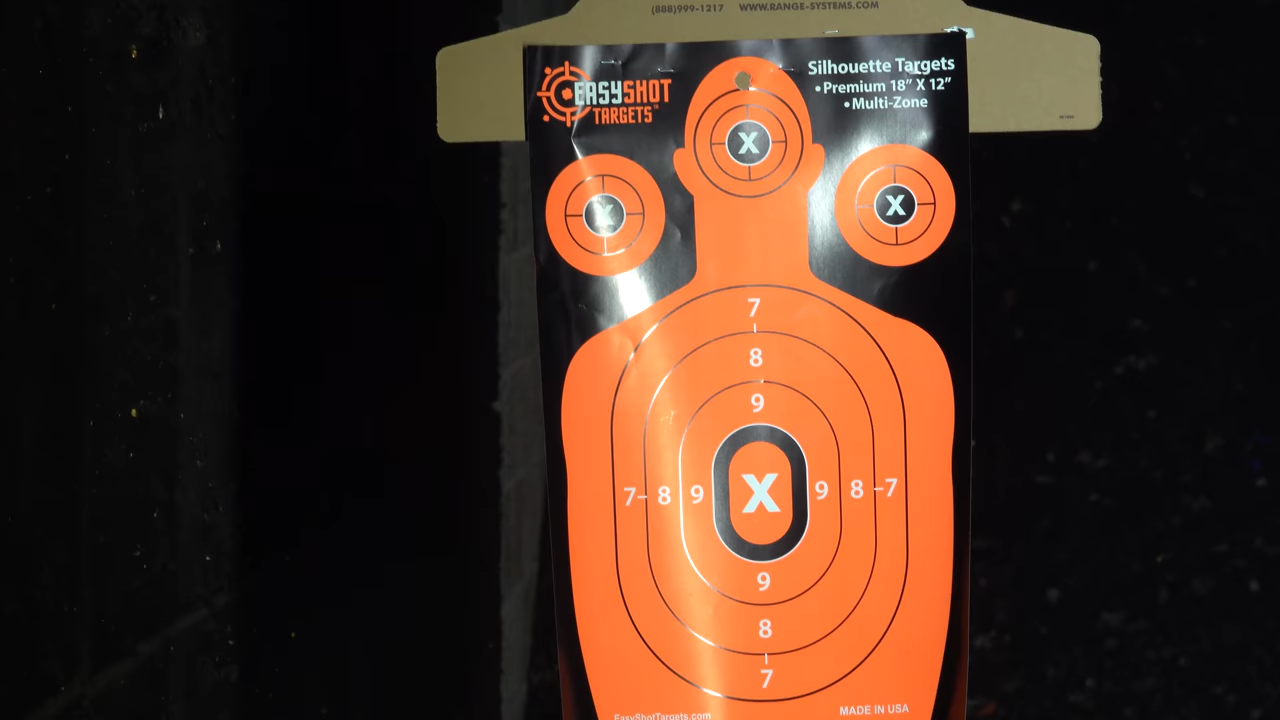 (888)999-1217 WWW.RANGE-SYSTEMS.COM
EASYSHOT
TARGETS™
Silhouette Targets
• Premium 18” X 12”
• Multi-Zone
X
X
X
7
8
9
7 8 9 X 9 8 7
9
8
7
EasyShotTargets.com
MADE IN USA